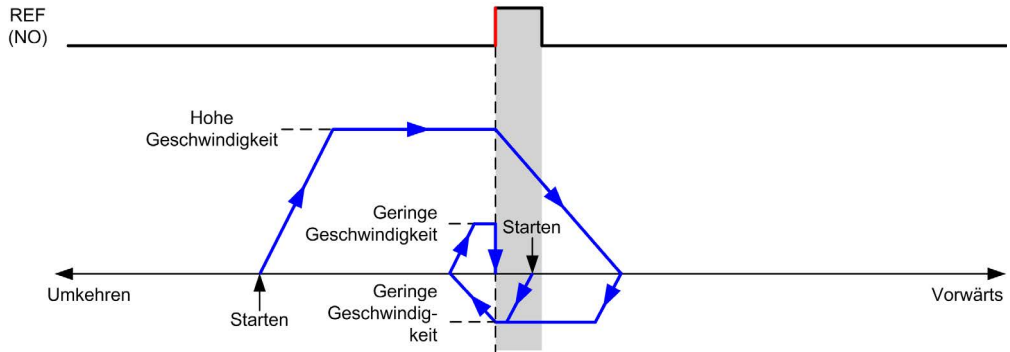 REF
(NO)
Hohe
Geschwindigkeit
Geringe
Geschwindigkeit
Starten
Umkehren
Starten
Geringe
Geschwindig-
keit
Vorwärts